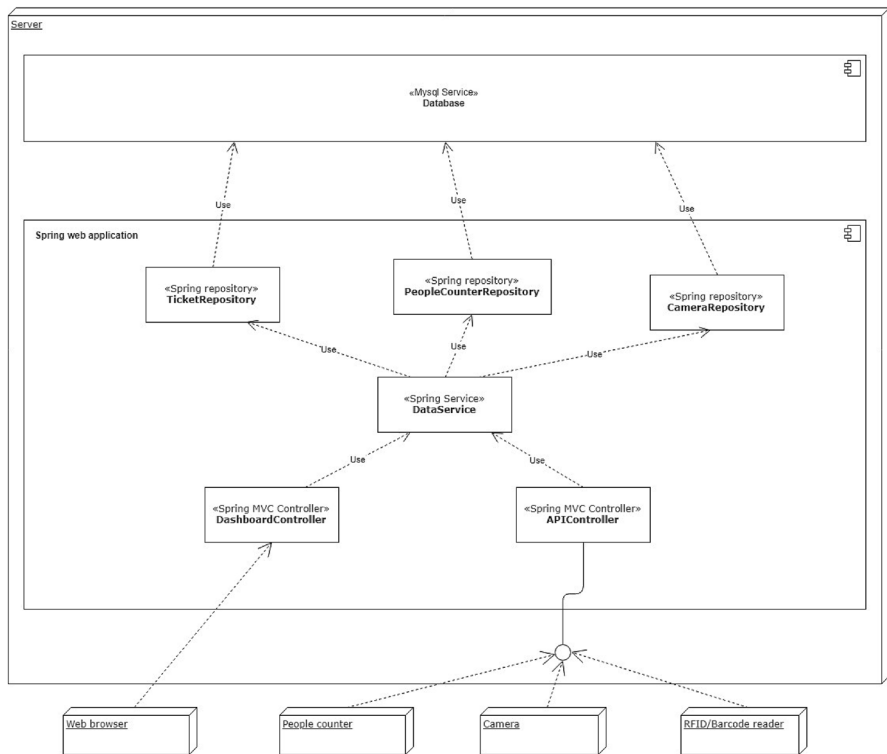 Server
«Mysql Service»
Database
Use
Use
Use
Spring web application
«Spring repository»
TicketRepository
«Spring repository»
PeopleCounterRepository
«Spring repository»
CameraRepository
Use
Use
Use
«Spring Service»
DataService
Use
Use
«Spring MVC Controller»
DashboardController
«Spring MVC Controller»
APIController
Web browser
People counter
Camera
RFID/Barcode reader